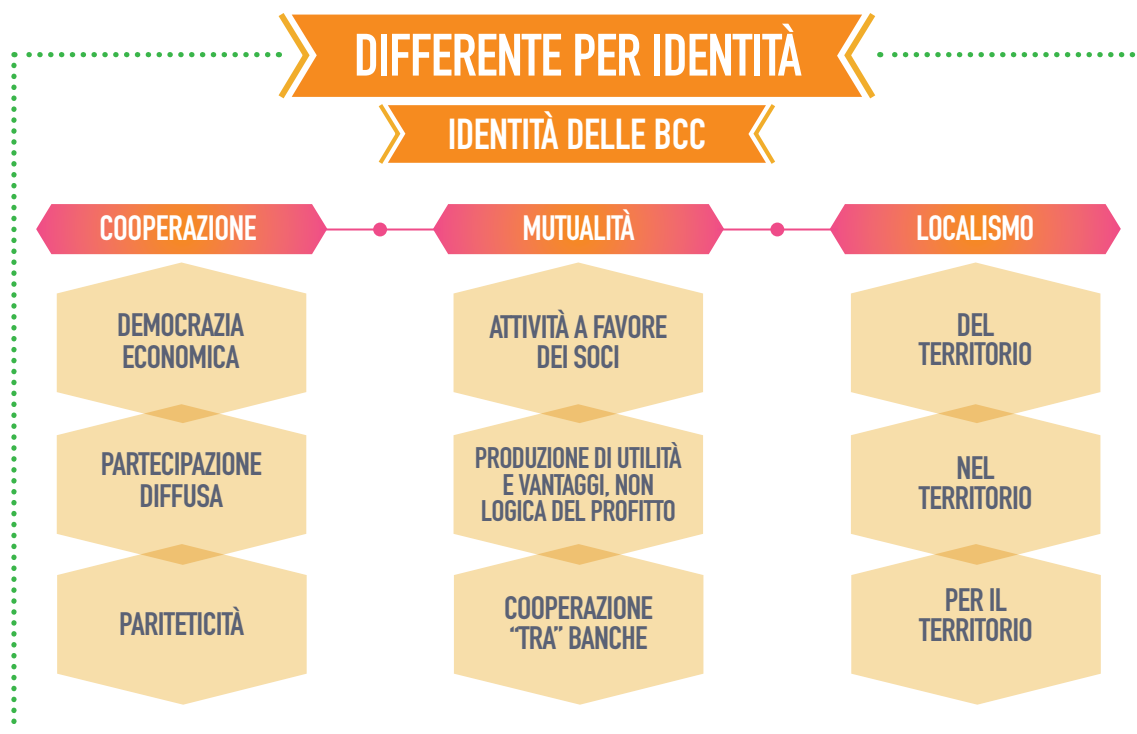 DIFFERENTE PER IDENTITÀ
IDENTITÀ DELLE BCC
COOPERAZIONE
DEMOCRAZIA
ECONOMICA
PARTECIPAZIONE
DIFFUSA
PARITETICITÀ
MUTUALITÀ
ATTIVITÀ A FAVORE
DEI SOCI
PRODUZIONE DI UTILITÀ
E VANTAGGI, NON
LOGICA DEL PROFITTO
COOPERAZIONE
“TRA” BANCHE
LOCALISMO
DEL
TERRITORIO
NEL
TERRITORIO
PER IL
TERRITORIO